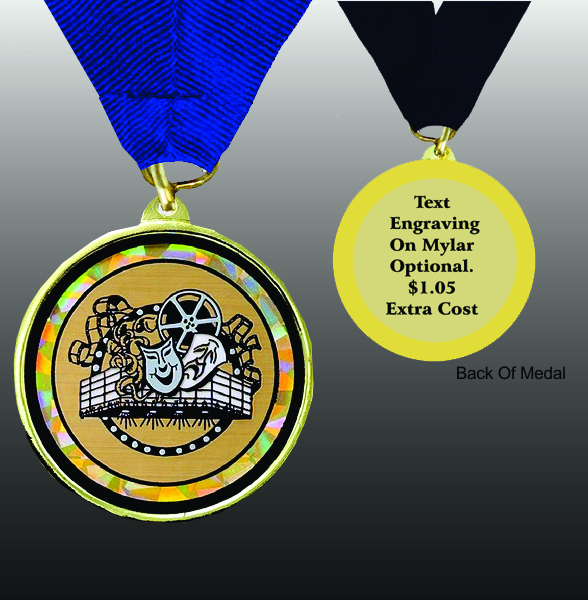 Text
Engraving
On Mylar
Optional.
$1.05
Extra Cost
Back Of Medal